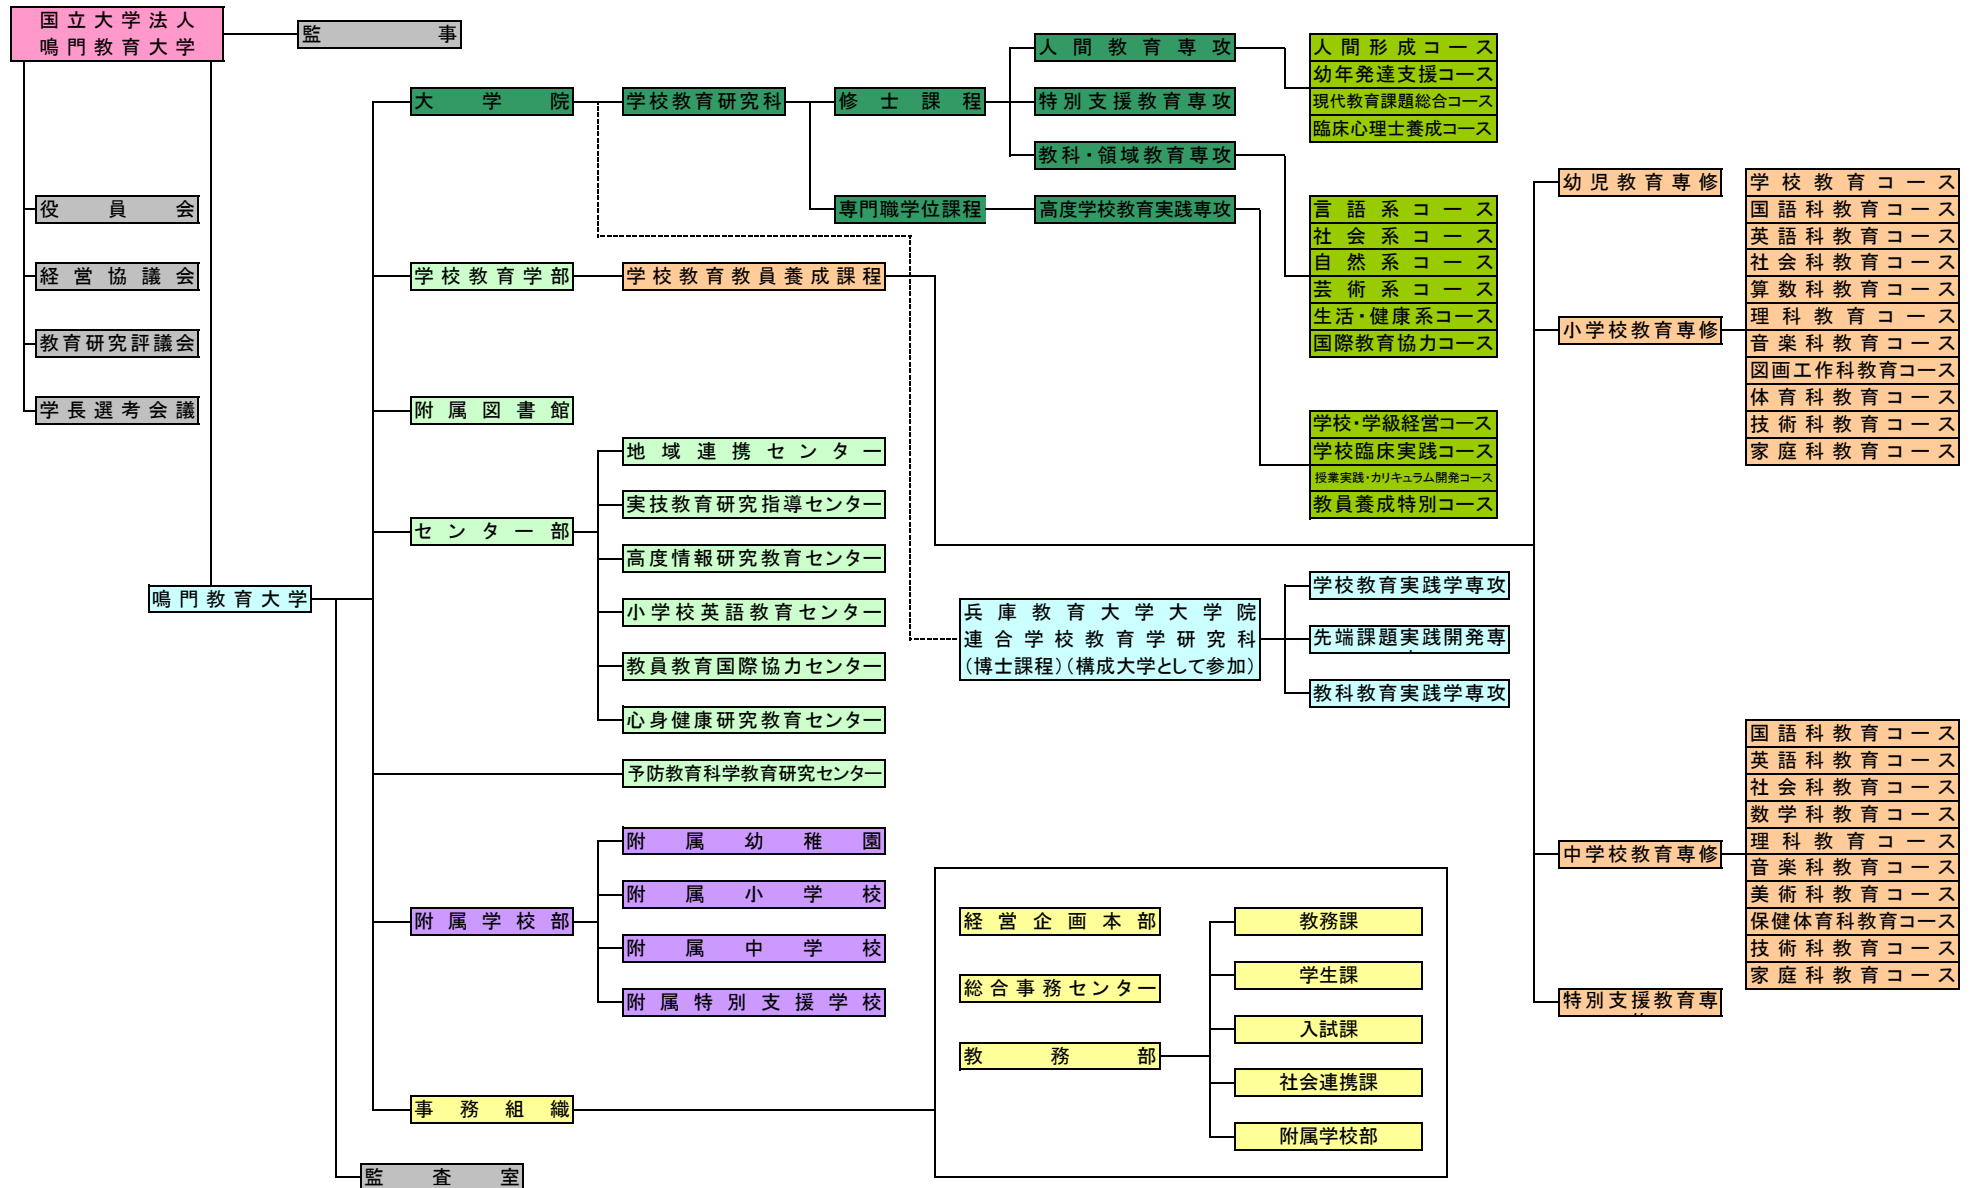 国立大学法人
鳴門教育大学
監事
役員会
経営協議会
教育研究評議会
学長選考会議
鳴門教育大学
監査室
大学院
学校教育研究科
修士課程
人間教育専攻
特別支援教育専攻
教科・領域教育専攻
専門職学位課程
高度学校教育実践専攻
人間形成コース
幼年発達支援コース
現代教育課題総合コース
臨床心理士養成コース
言語系コース
社会系コース
自然系コース
芸術系コース
生活・健康系コース
国際教育協力コース
学校・学級経営コース
学校臨床実践コース
授業実践・カリキュラム開発コース
教員養成特別コース
学校教育学部
学校教育教員養成課程
附属図書館
センター部
地域連携センター
実技教育研究指導センター
高度情報研究教育センター
小学校英語教育センター
教員教育国際協力センター
心身健康研究教育センター
予防教育科学教育研究センター
附属学校部
附属幼稚園
附属小学校
附属中学校
附属特別支援学校
事務組織
兵庫教育大学大学院
連合学校教育学研究科
(博士課程)(構成大学として参加)
学校教育実践学専攻
先端課題実践開発専
教科教育実践学専攻
経営企画本部
総合事務センター
教務部
教務課
学生課
入試課
社会連携課
附属学校部
幼児教育専修
小学校教育専修
学校教育コース
国語科教育コース
英語科教育コース
社会科教育コース
算数科教育コース
理科教育コース
音楽科教育コース
図画工作科教育コース
体育科教育コース
技術科教育コース
家庭科教育コース
中学校教育専修
国語科教育コース
英語科教育コース
社会科教育コース
数学科教育コース
理科教育コース
音楽科教育コース
美術科教育コース
保健体育科教育コース
技術科教育コース
家庭科教育コース
特別支援教育専